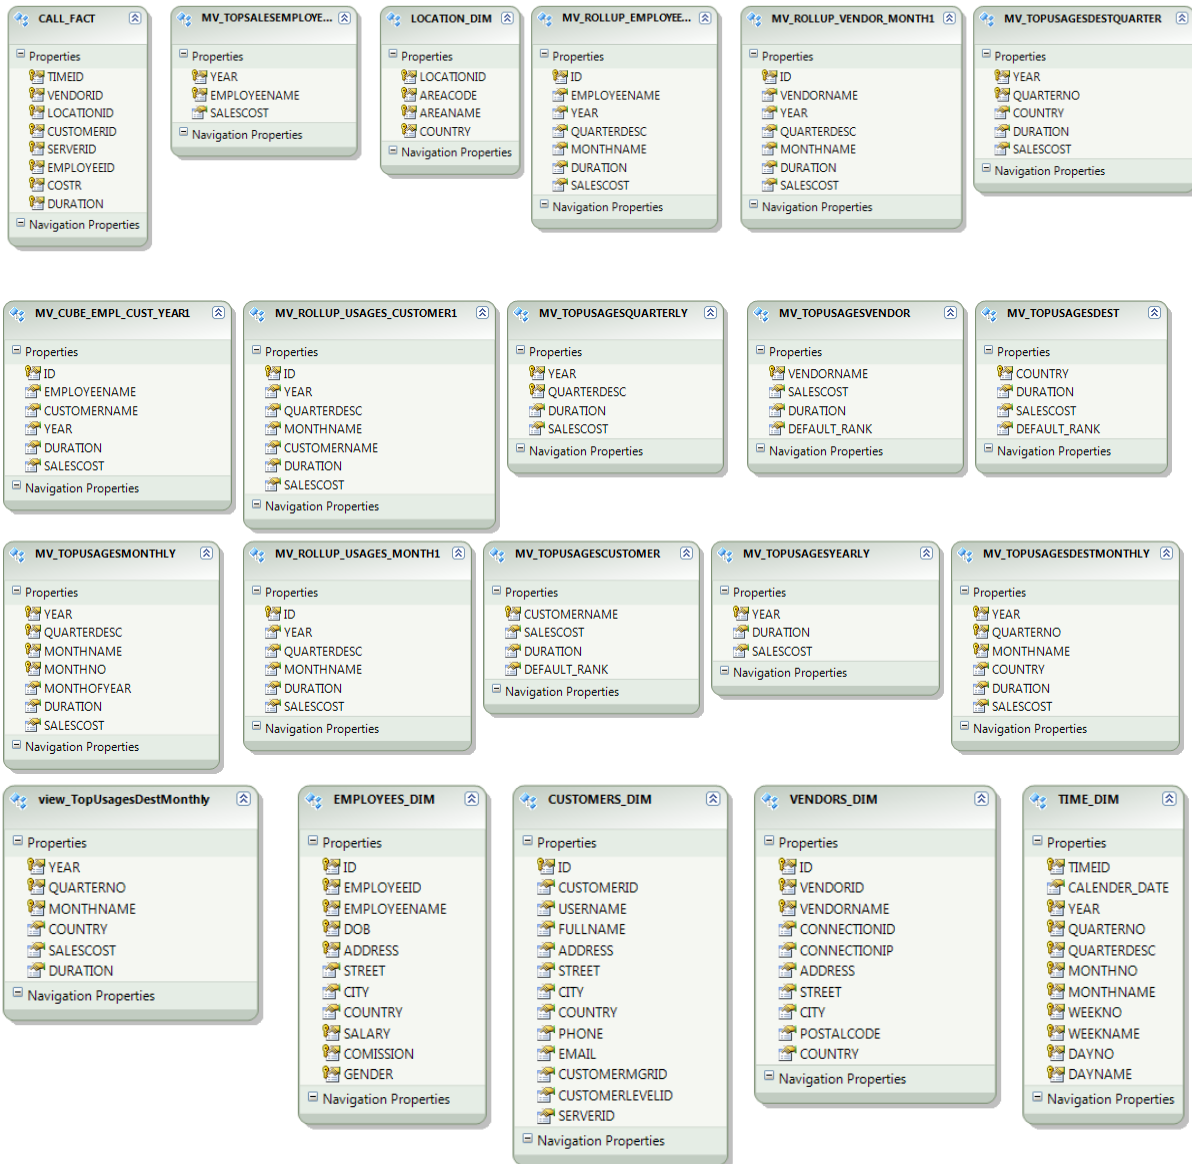 CALL_FACT
Properties
TIMEID
VENDORID
LOCATIONID
CUSTOMERID
SERVERID
EMPLOYEEID
COSTR
DURATION
Navigation Properties
MV_TOPSALESEMPLOYE...
Properties
YEAR
EMPLOYEENAME
SALESCOST
Navigation Properties
LOCATION_DIM
Properties
LOCATIONID
AREACODE
AREANAME
COUNTRY
Navigation Properties
MV_ROLLUP_EMPLOYEE...
Properties
ID
EMPLOYEENAME
YEAR
QUARTERDESC
MONTHNAME
DURATION
SALESCOST
Navigation Properties
MV_ROLLUP_VENDOR_MONTH1
Properties
ID
VENDORNAME
YEAR
QUARTERDESC
MONTHNAME
DURATION
SALESCOST
Navigation Properties
MV_TOPUSAGESDESTQUARTER
Properties
YEAR
QUARTERNO
COUNTRY
DURATION
SALESCOST
Navigation Properties
MV_CUBE_EMPL_CUST_YEAR1
Properties
ID
EMPLOYEENAME
CUSTOMERNAME
YEAR
DURATION
SALESCOST
Navigation Properties
MV_ROLLUP_USAGES_CUSTOMER1
Properties
ID
YEAR
QUARTERDESC
MONTHNAME
CUSTOMERNAME
DURATION
SALESCOST
Navigation Properties
MV_TOPUSAGESQUARTERLY
Properties
YEAR
QUARTERDESC
DURATION
SALESCOST
Navigation Properties
MV_TOPUSAGESVENDOR
Properties
VENDORNAME
SALESCOST
DURATION
DEFAULT_RANK
Navigation Properties
MV_TOPUSAGESDEST
Properties
COUNTRY
DURATION
SALESCOST
DEFAULT_RANK
Navigation Properties
MV_TOPUSAGESMONTHLY
Properties
YEAR
QUARTERDESC
MONTHNAME
MONTHNO
MONTHOFYEAR
DURATION
SALESCOST
Navigation Properties
MV_ROLLUP_USAGES_MONTH1
Properties
ID
YEAR
QUARTERDESC
MONTHNAME
DURATION
SALESCOST
Navigation Properties
MV_TOPUSAGESCUSTOMER
Properties
CUSTOMERNAME
SALESCOST
DURATION
DEFAULT_RANK
Navigation Properties
MV_TOPUSAGESYEARLY
Properties
YEAR
DURATION
SALESCOST
Navigation Properties
MV_TOPUSAGESDESTMONTHLY
Properties
YEAR
QUARTERNO
MONTHNAME
COUNTRY
DURATION
SALESCOST
Navigation Properties
view_TopUsagesDestMonthly
Properties
YEAR
QUARTERNO
MONTHNAME
COUNTRY
SALESCOST
DURATION
Navigation Properties
EMPLOYEES_DIM
Properties
ID
EMPLOYEEID
EMPLOYEENAME
DOB
ADDRESS
STREET
CITY
COUNTRY
SALARY
COMISSION
GENDER
Navigation Properties
CUSTOMERS_DIM
Properties
ID
CUSTOMERID
USERNAME
FULLNAME
ADDRESS
STREET
CITY
COUNTRY
PHONE
EMAIL
CUSTOMERMGRID
CUSTOMERLEVELID
SERVERID
Navigation Properties
VENDORS_DIM
Properties
ID
VENDORID
VENDORNAME
CONNECTIONID
CONNECTIONIP
ADDRESS
STREET
CITY
POSTALCODE
COUNTRY
Navigation Properties
TIME_DIM
Properties
TIMEID
CALENDER_DATE
YEAR
QUARTERNO
QUARTERDESC
MONTHNO
MONTHNAME
WEEKNO
WEEKNAME
DAYNO
DAYNAME
Navigation Properties